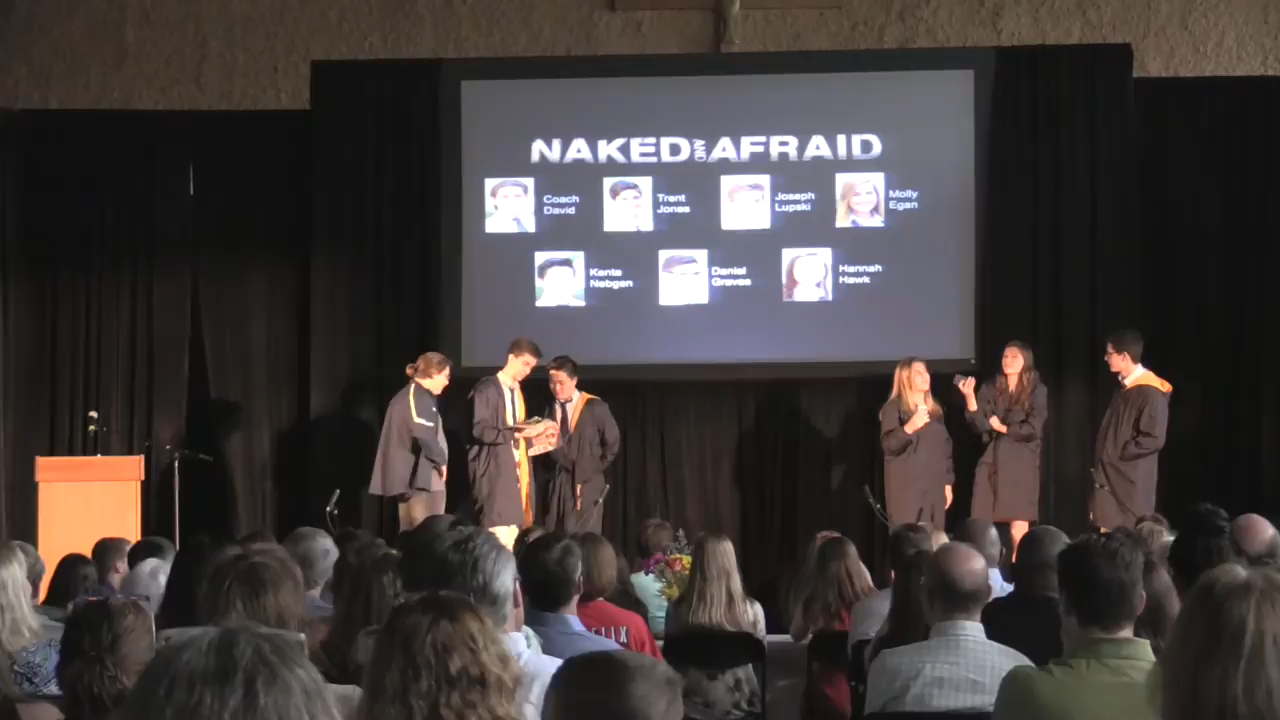 NAKED AND AFRAID
Coach
David
Trent
Jones
Joseph
Lupski
Molly
Egan
Kenta
Nebgen
Daniel
Graves
Hannah
Hawk